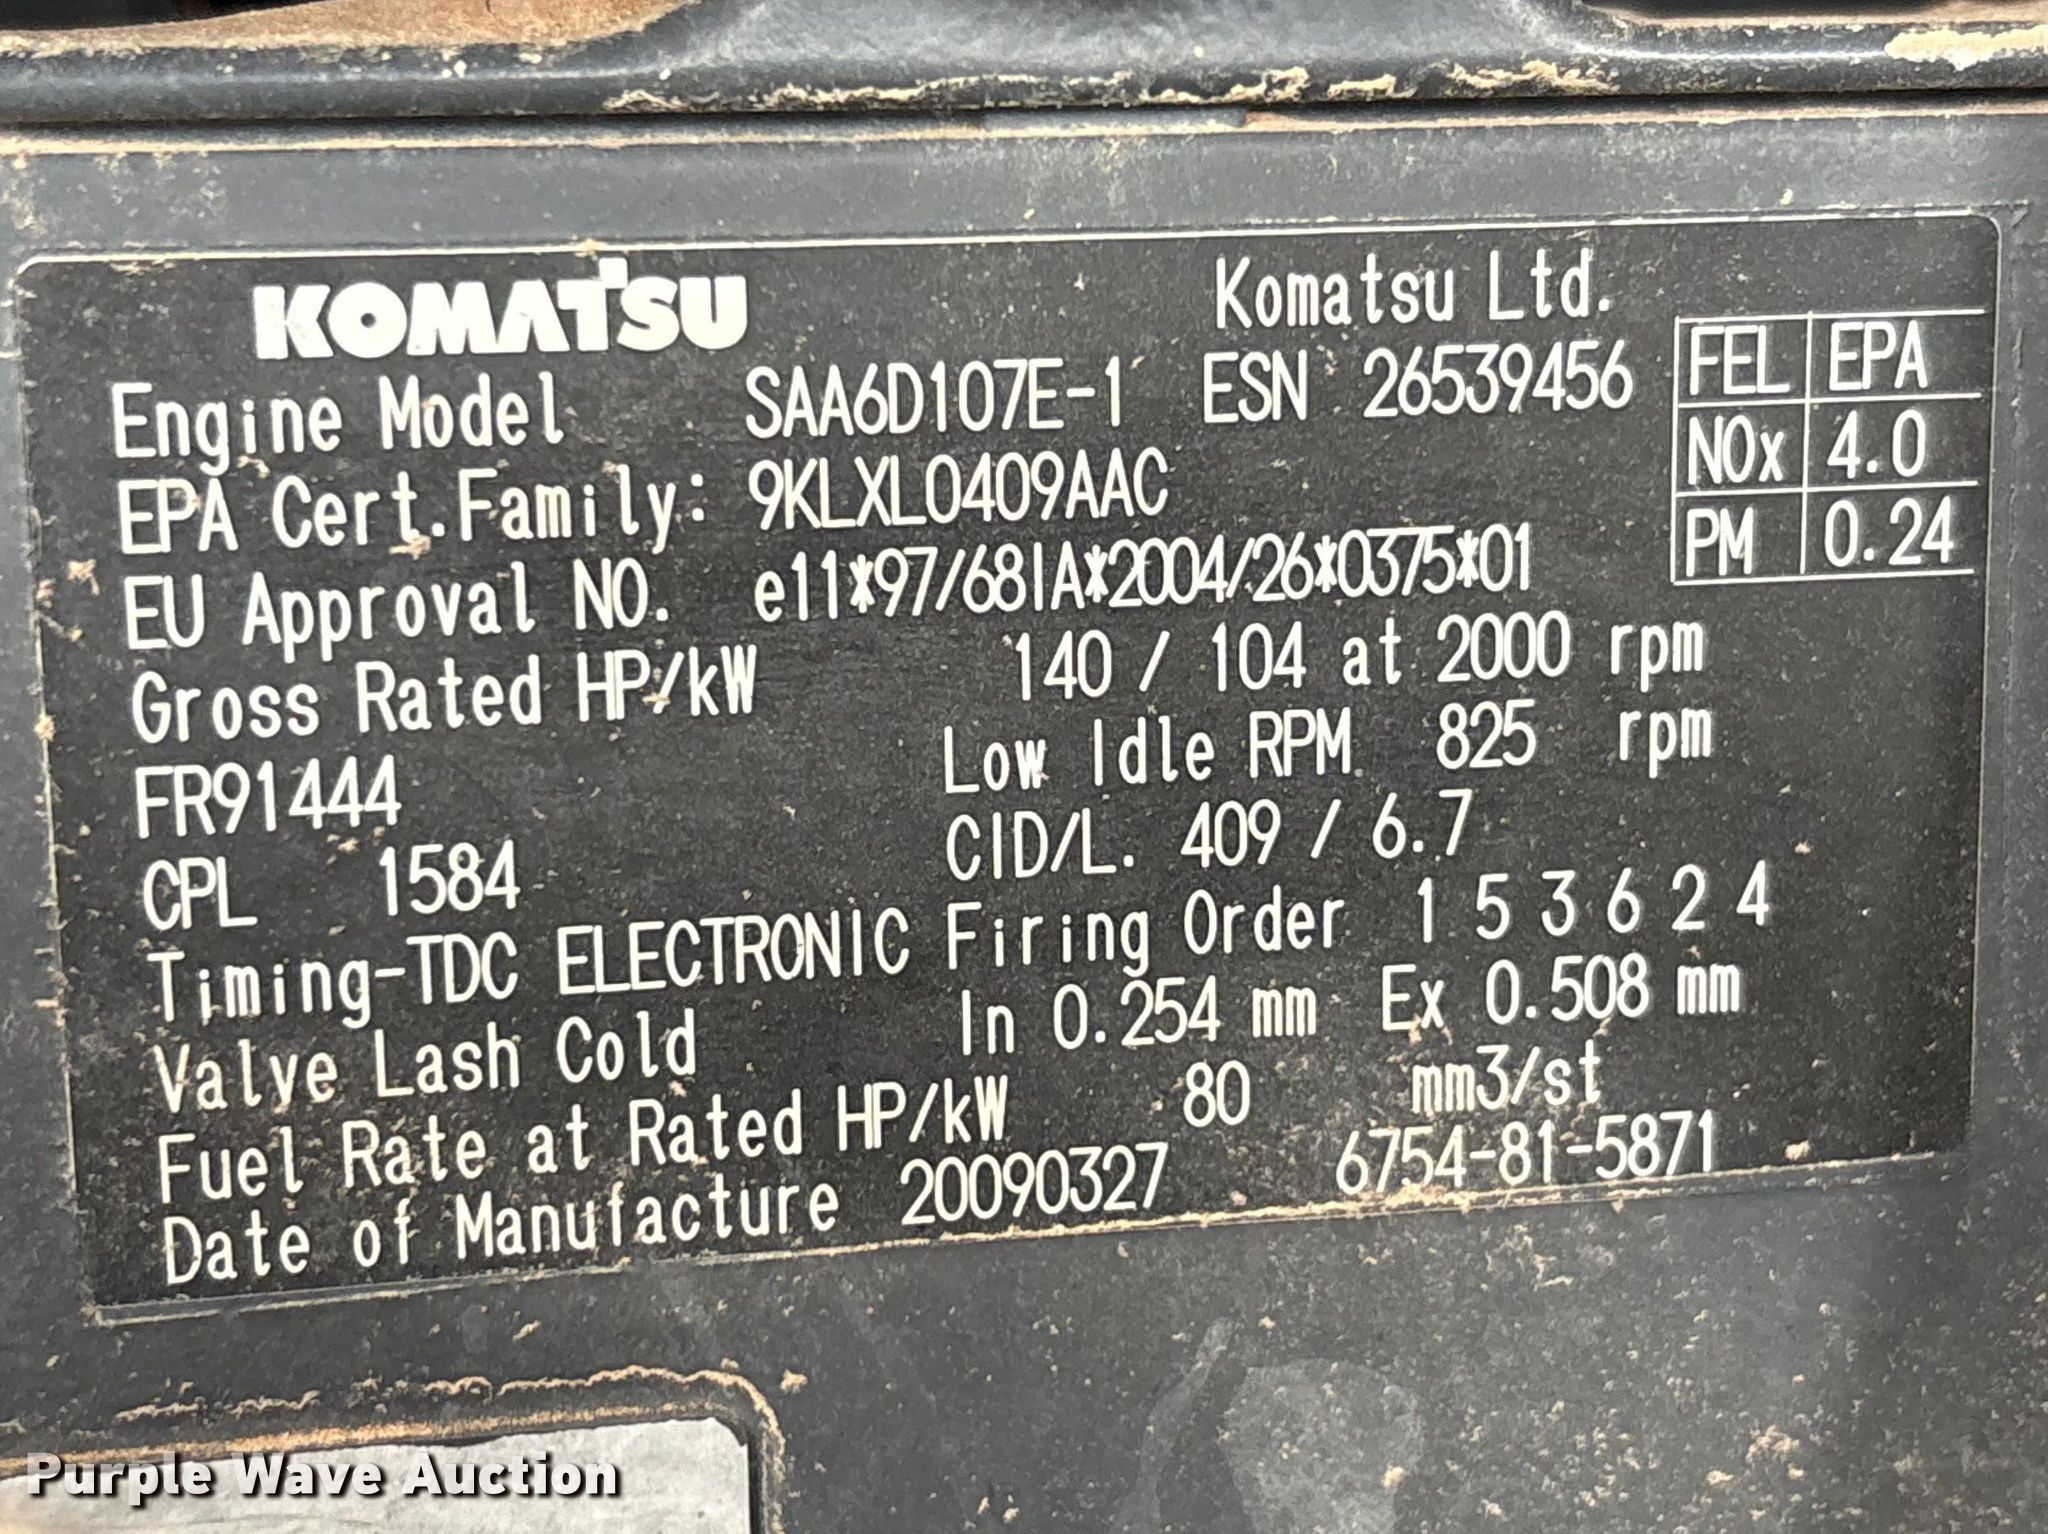 KOMATSU
Komatsu Ltd.
Engine Model SAA6D107E-1 ESN 26539456
FEL EPA
NOx 4.0
PM 0.24
EPA Cert.Family: 9KLXL0409AAC
EU Approval NO. e11*97/68IA*2004/26*0375*01
Gross Rated HP/kW 140 / 104 at 2000 rpm
FR91444 Low Idle RPM 825 rpm
CPL 1584 CID/L. 409 / 6.7
Timing-TDC ELECTRONIC Firing Order 1 5 3 6 2 4
Valve Lash Cold In 0.254 mm Ex 0.508 mm
Fuel Rate at Rated HP/kW 80 mm3/st
Date of Manufacture 20090327 6754-81-5871
Purple Wave Auction